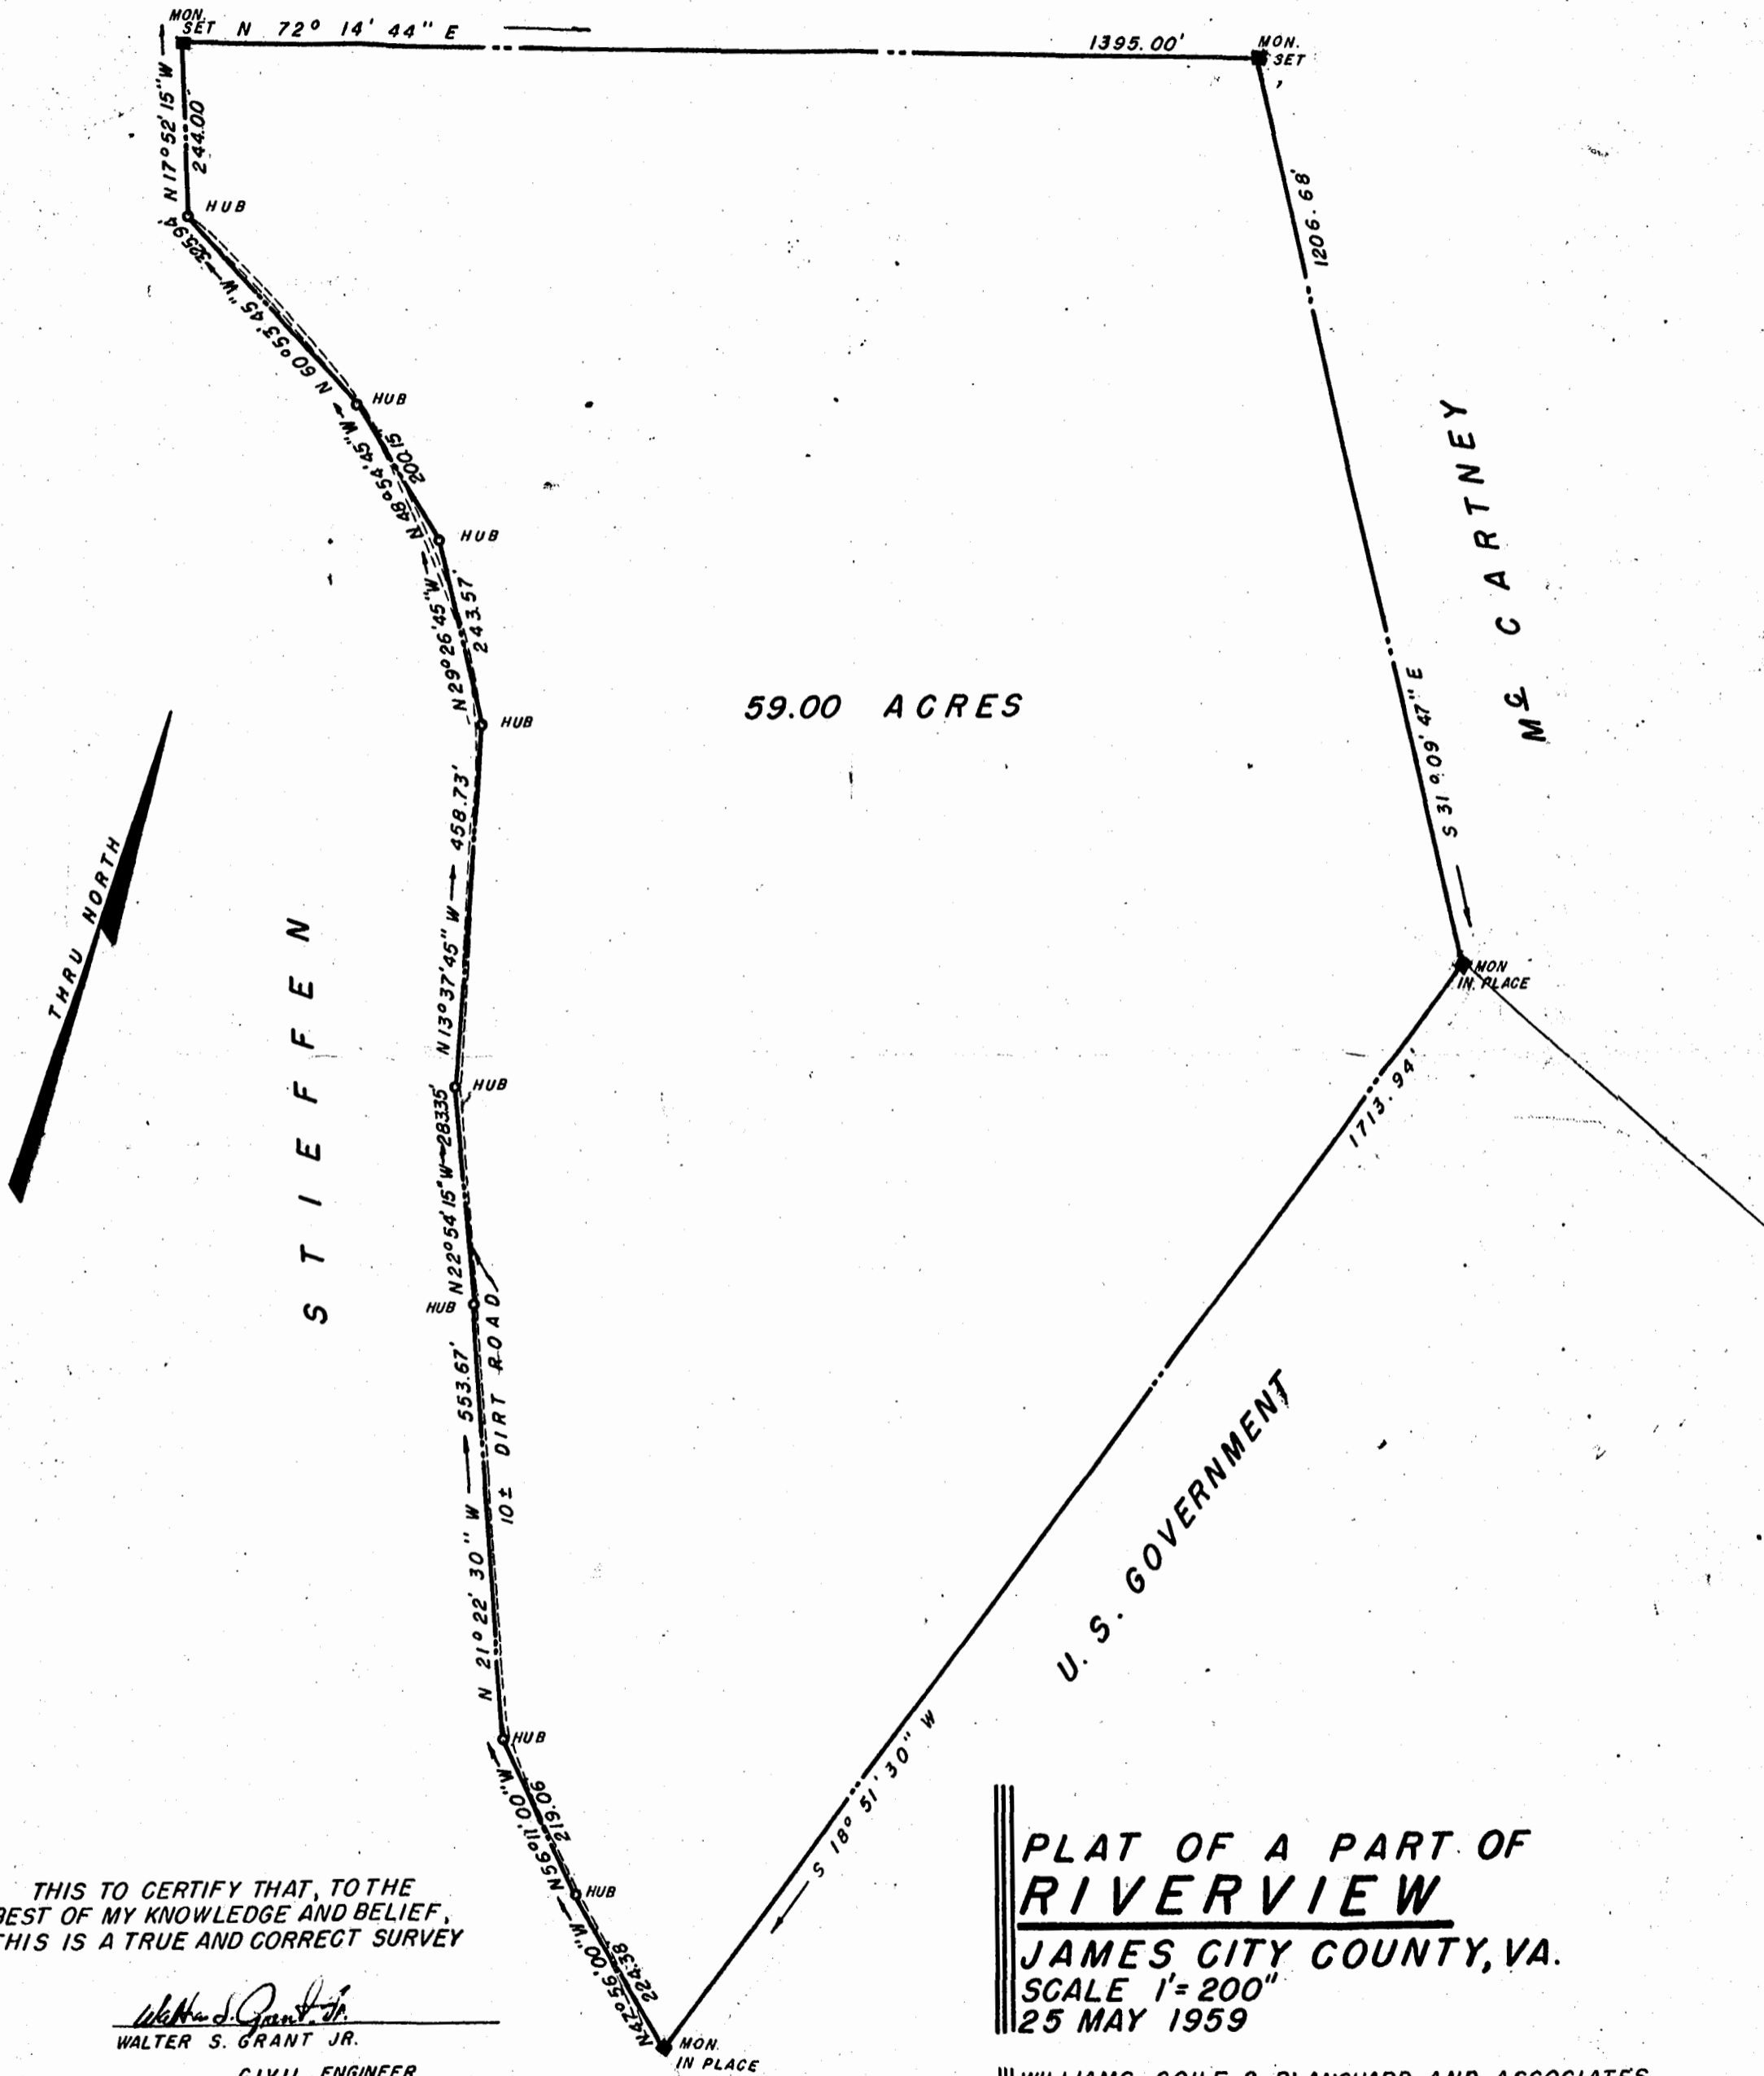 MON.
SET
N 72° 14' 44" E
1395.00'
MON.
SET
N 17° 52' 15" W
244.00
HUB
N 60° 53' 45" W 325.94'
HUB
N 48° 54' 45" W
200.15
HUB
N 29° 26' 45" W
243.57'
HUB
1206.68'
S 31° 09' 47" E
Mc CARTNEY
59.00 ACRES
THRU NORTH
STIEFFEN
N 13° 37' 45" W 458.73'
HUB
MON
IN PLACE
N 22° 54' 15" W 283.35'
HUB
1713.94'
S 18° 51' 30" W
U. S. GOVERNMENT
N 21° 22' 30" W 553.67'
10± DIRT ROAD
HUB
N 56° 11' 00" W
219.06
HUB
224.38
MON.
IN PLACE
THIS TO CERTIFY THAT, TO THE
BEST OF MY KNOWLEDGE AND BELIEF,
THIS IS A TRUE AND CORRECT SURVEY
Walter S. Grant Jr.
WALTER S. GRANT JR.
CIVIL ENGINEER
PLAT OF A PART OF
RIVERVIEW
JAMES CITY COUNTY, VA.
SCALE 1'= 200"
25 MAY 1959